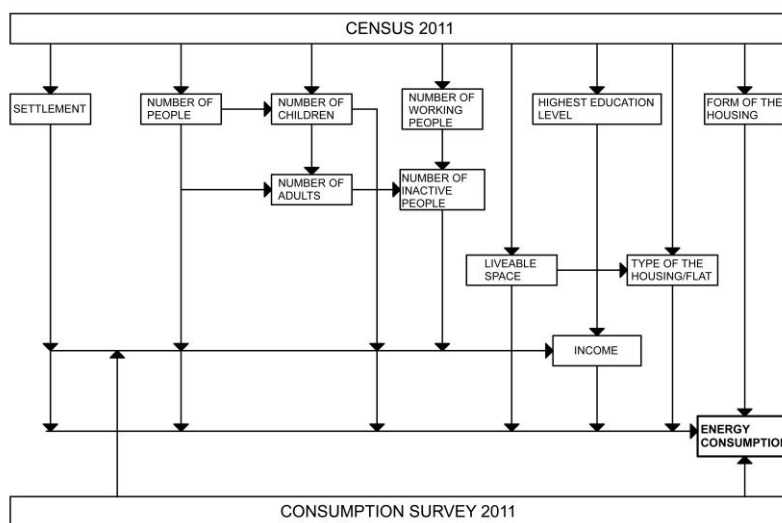 CENSUS 2011
SETTLEMENT
NUMBER OF
PEOPLE
NUMBER OF
CHILDREN
NUMBER OF
WORKING
PEOPLE
HIGHEST EDUCATION
LEVEL
FORM OF THE
HOUSING
NUMBER OF
ADULTS
NUMBER OF
INACTIVE
PEOPLE
LIVEABLE
SPACE
TYPE OF THE
HOUSING/FLAT
INCOME
ENERGY
CONSUMPTION
CONSUMPTION SURVEY 2011